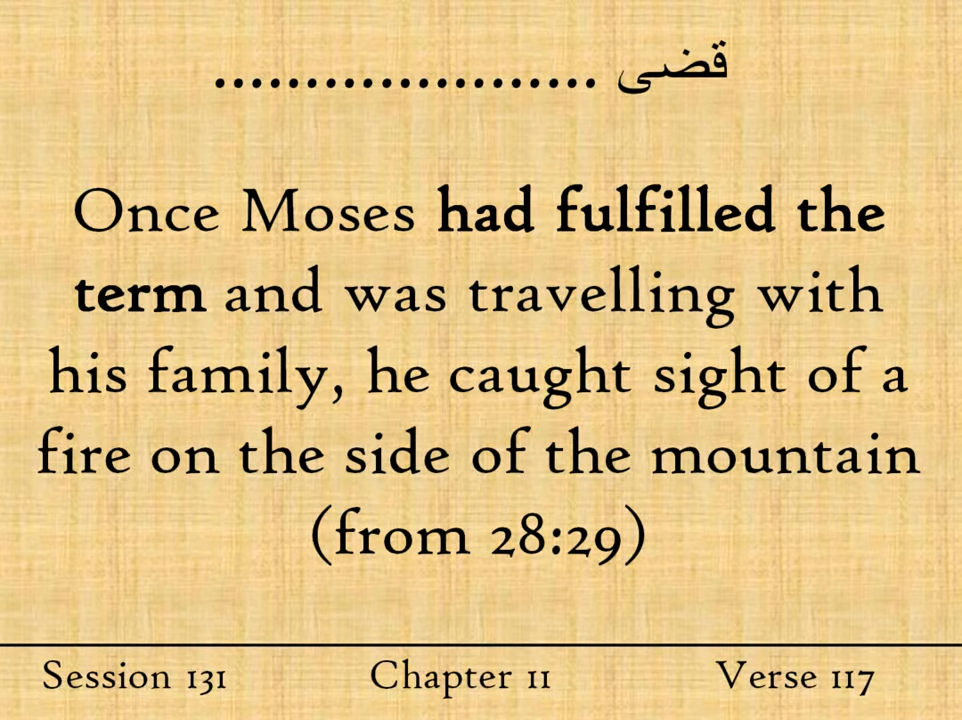 قضى .....................
Once Moses had fulfilled the
term and was travelling with
his family, he caught sight of a
fire on the side of the mountain
(from 28:29)
Session 131 Chapter 11 Verse 117